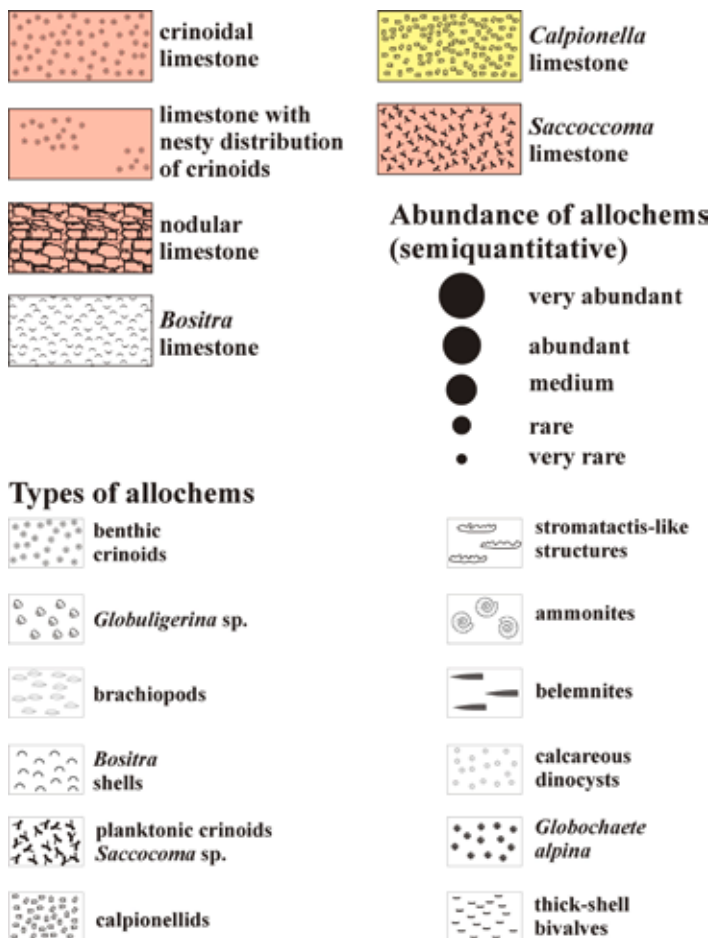 crinoidal
limestone
limestone with
nesty distribution
of crinoids
nodular
limestone
Bositra
limestone
Calpionella
limestone
Saccoccoma
limestone
Abundance of allochems
(semiquantitative)
very abundant
abundant
medium
rare
very rare
Types of allochems
benthic
crinoids
Globuligerina sp.
brachiopods
Bositra
shells
planktonic crinoids
Saccocoma sp.
calpionellids
stromatactis-like
structures
ammonites
belemnites
calcareous
dinocysts
Globochaete
alpina
thick-shell
bivalves